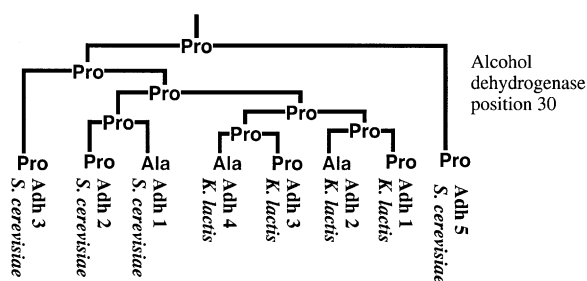 Pro
Pro
Alcohol
dehydrogenase
position 30
Pro
Pro
Pro
Pro
Pro
Pro
Pro
Ala
Ala
Pro
Ala
Pro
Pro
Adh 3
S. cerevisiae
Adh 2
S. cerevisiae
Adh 1
S. cerevisiae
Adh 4
K. lactis
Adh 3
K. lactis
Adh 2
K. lactis
Adh 1
K. lactis
Adh 5
S. cerevisiae